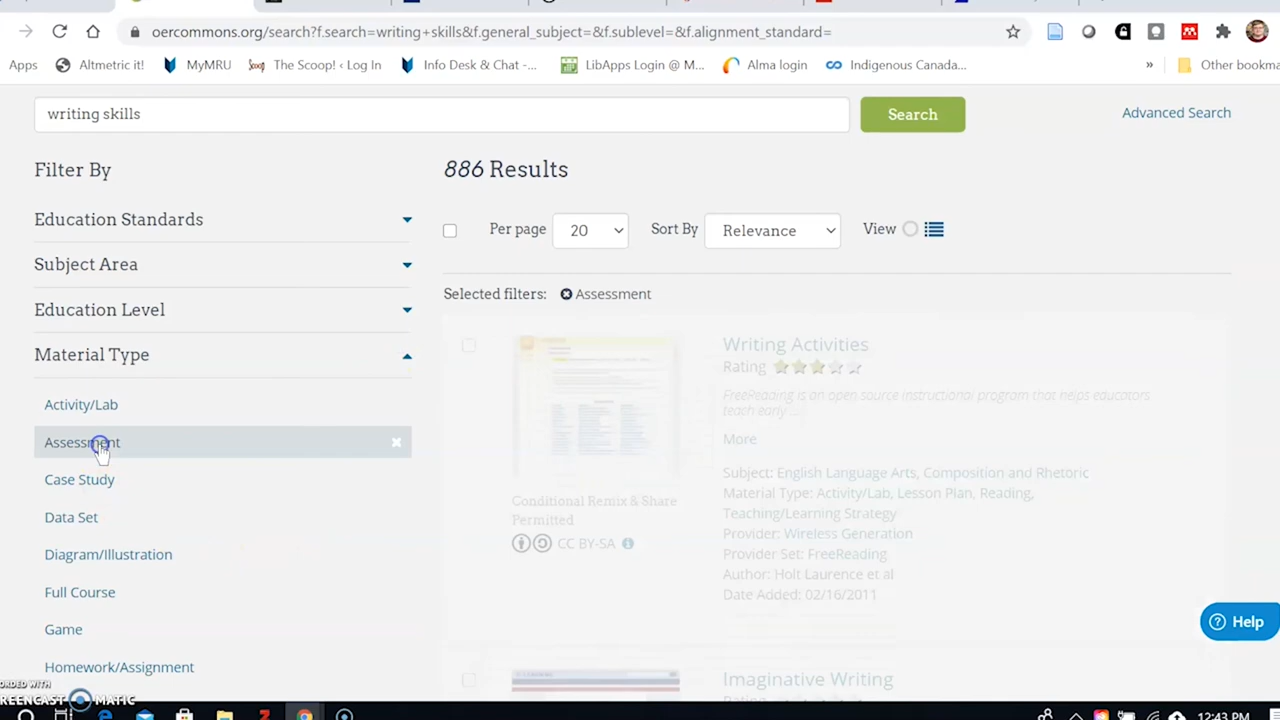 oercommons.org/search?f.search=writing+skills&f.general_subject=&f.sublevel=&f.alignment_standard=
Apps Altmetric it! MyMRU The Scoop! ‹ Log In Info Desk & Chat -... LibApps Login @ M... Alma login Indigenous Canada... » Other bookma
writing skills Search Advanced Search
Filter By
886 Results
Education Standards
Per page 20 Sort By Relevance View
Subject Area
Selected filters: Assessment
Education Level
Material Type
Activity/Lab
Assessment
Case Study
Data Set
Diagram/Illustration
Full Course
Game
Homework/Assignment
Writing Activities
Rating
FreeReading is an open source instructional program that helps educators
teach early ...
More
Subject: English Language Arts, Composition and Rhetoric
Material Type: Activity/Lab, Lesson Plan, Reading,
Teaching/Learning Strategy
Provider: Wireless Generation
Provider Set: FreeReading
Author: Holt Laurence et al
Date Added: 02/16/2011
Conditional Remix & Share
Permitted
CC BY-SA
Help
Imaginative Writing
ORDED WITH
REENCAST MATIC
12:43 PM